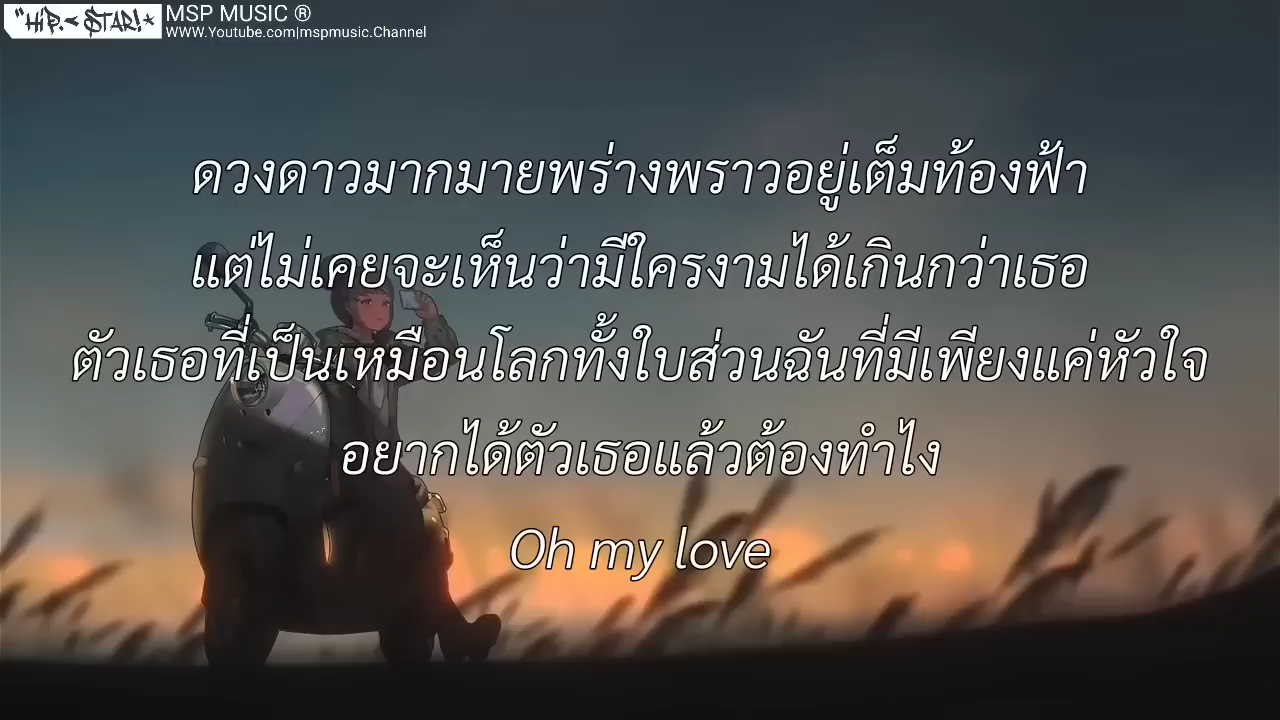 "HIP.< STAR!*
MSP MUSIC ®
WWW.Youtube.com|mspmusic.Channel
ดวงดาวมากมายพร่างพราวอยู่เต็มท้องฟ้า
แต่ไม่เคยจะเห็นว่ามีใครงามได้เกินกว่าเธอ
ตัวเธอที่เป็นเหมือนโลกทั้งใบส่วนฉันที่มีเพียงแค่หัวใจ
อยากได้ตัวเธอแล้วต้องทำไง
Oh my love